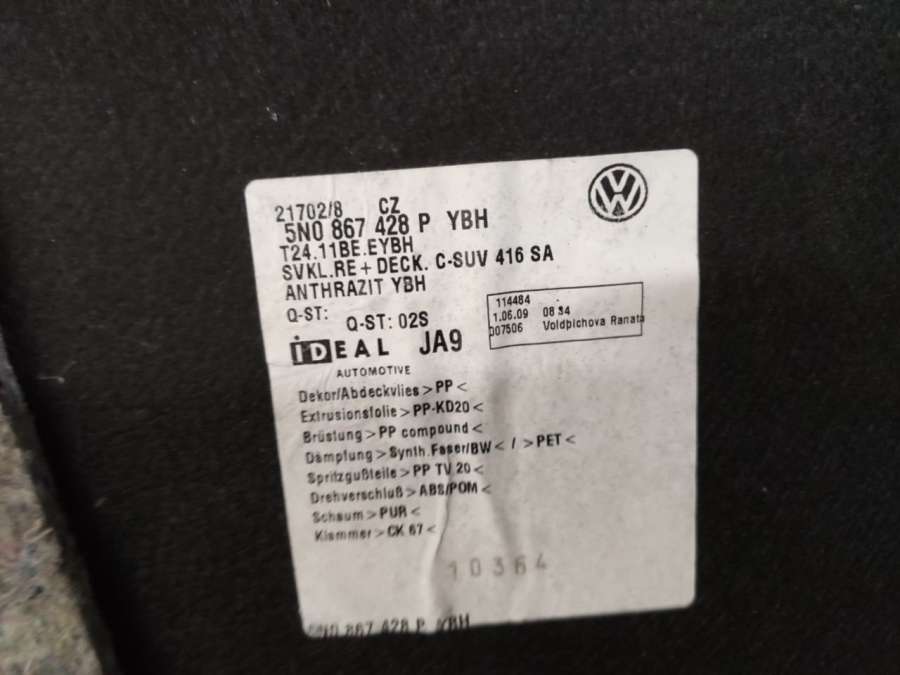 21702/8 CZ
5N0 867 428 P YBH
T24.11BE.EYBH
SVKL.RE + DECK. C-SUV 416 SA
ANTHRAZIT YBH
Q-ST: Q-ST: 02S
114484
1.06.09 08 34
007506 Voldþichova Ranata
iDEAL JA9
AUTOMOTIVE
Dekor/Abdeckvlies > PP <
Extrusionsfolie > PP-KD20 <
Brüstung > PP compound <
Dämpfung > Synth. Faser/BW < / > PET <
Spritzgußteile > PP TV 20 <
Drehverschluß > ABS/POM <
Schaum > PUR <
Klammer > CK 67 <
10364
5N0 867 428 P YBH